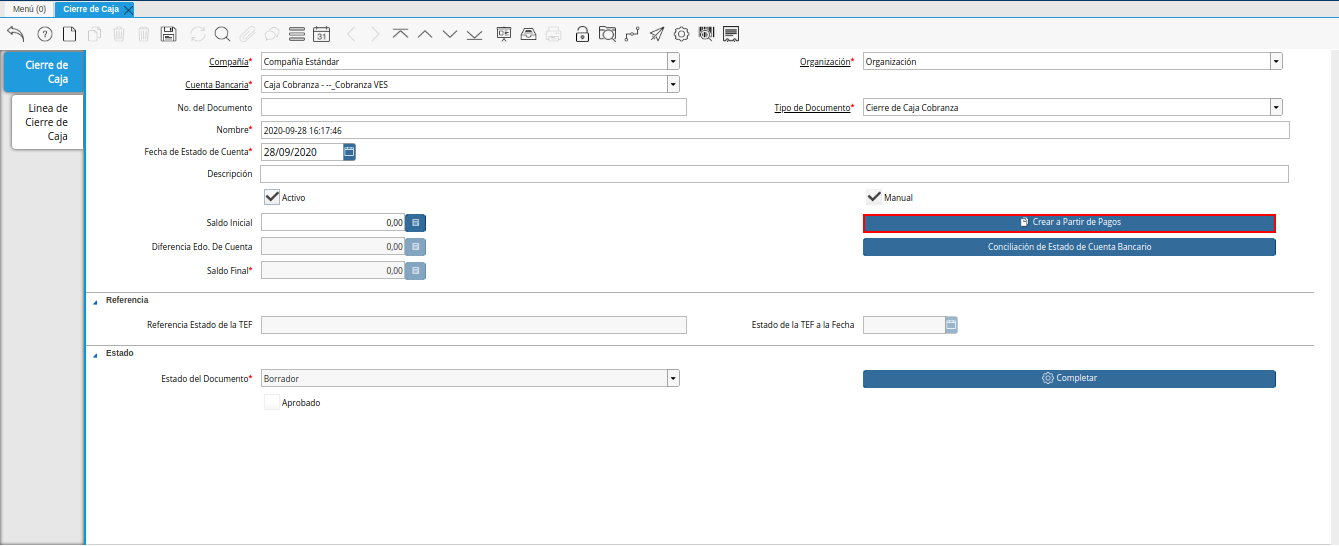 Menú (0)
Cierre de Caja
31
Cierre de
Caja
Linea de
Cierre de
Caja
Compañía* Compañía Estándar
Organización* Organización
Cuenta Bancaria* Caja Cobranza - --_Cobranza VES
No. del Documento
Tipo de Documento* Cierre de Caja Cobranza
Nombre* 2020-09-28 16:17:46
Fecha de Estado de Cuenta* 28/09/2020
Descripción
Activo
Manual
Saldo Inicial 0,00
Crear a Partir de Pagos
Diferencia Edo. De Cuenta 0,00
Conciliación de Estado de Cuenta Bancario
Saldo Final* 0,00
Referencia
Referencia Estado de la TEF
Estado de la TEF a la Fecha
Estado
Estado del Documento* Borrador
Completar
Aprobado